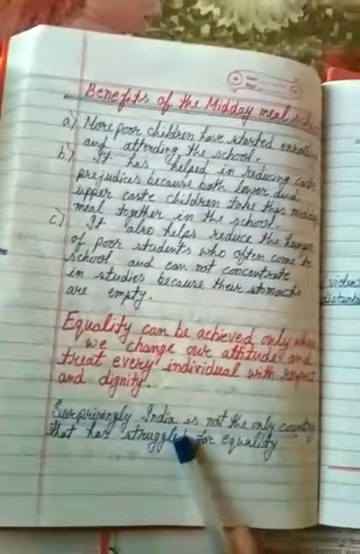 Benefits of the Midday meal
a) More poor children have started enrolling
and attending the school.
b) It has helped in reducing caste
prejudices because both lower and
upper caste children take this midday
meal together in the school.
c) It also helps reduce the hunger
of poor students who often come to
school and can not concentrate
in studies because their stomachs
are empty.
Equality can be achieved only when
we change our attitude and
treat every individual with respect
and dignity.
Surprisingly India is not the only country
that has struggled for equality